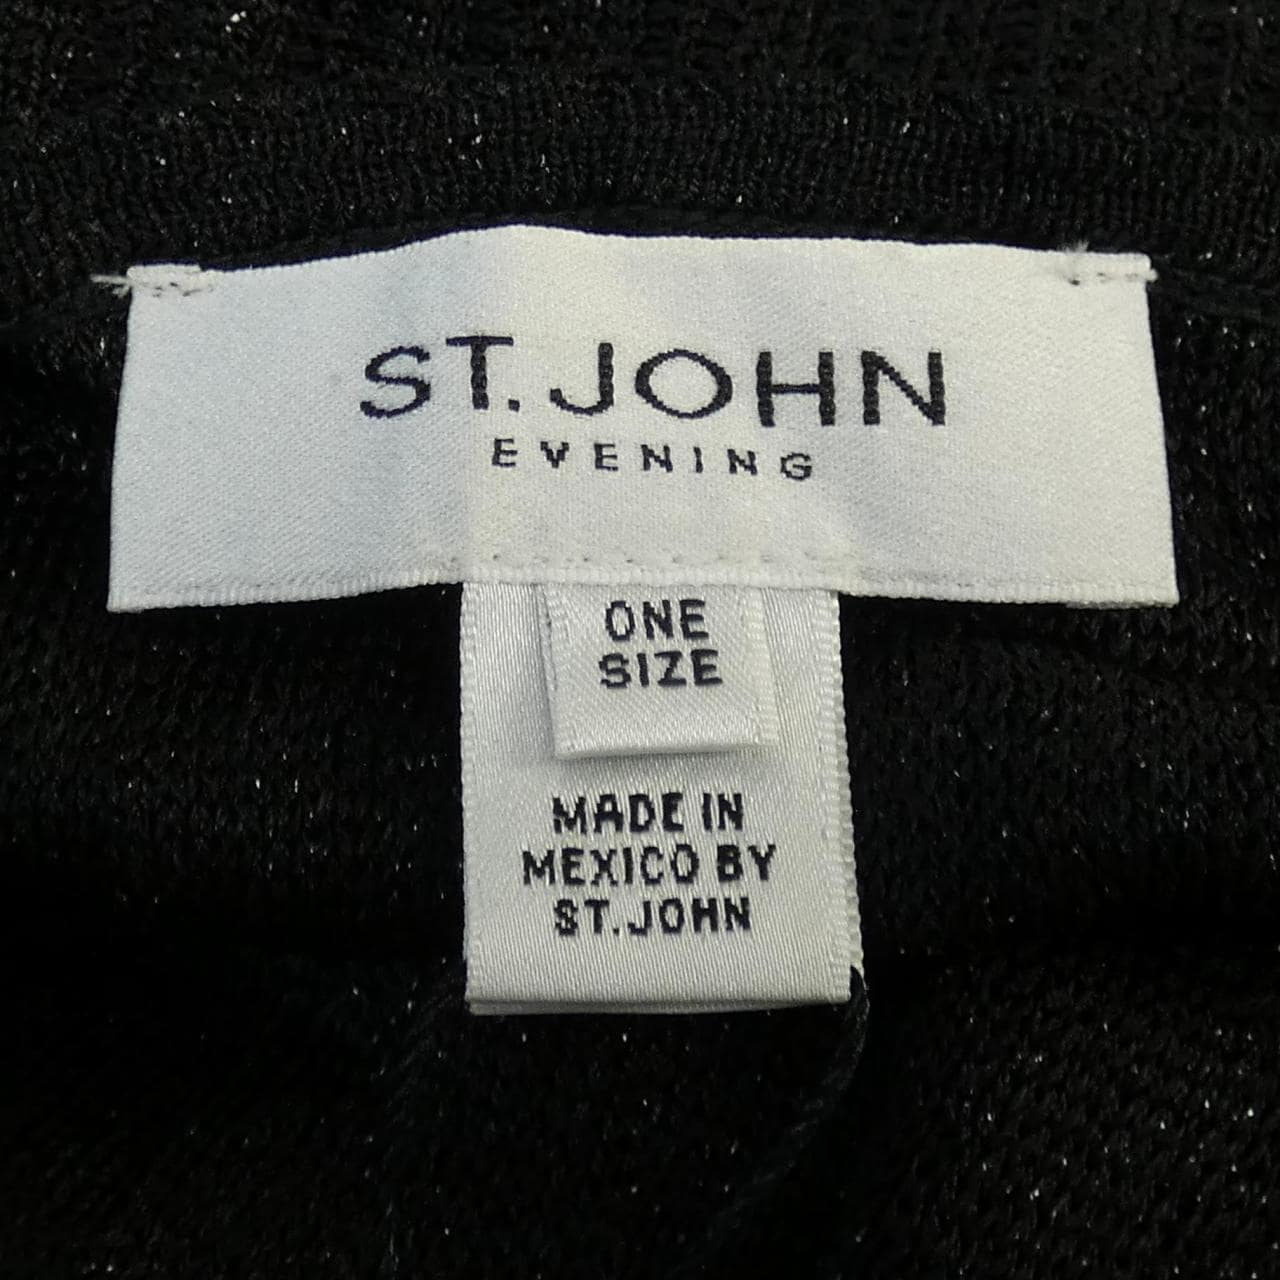 ST. JOHN
EVENING
ONE
SIZE
MADE IN
MEXICO BY
ST. JOHN